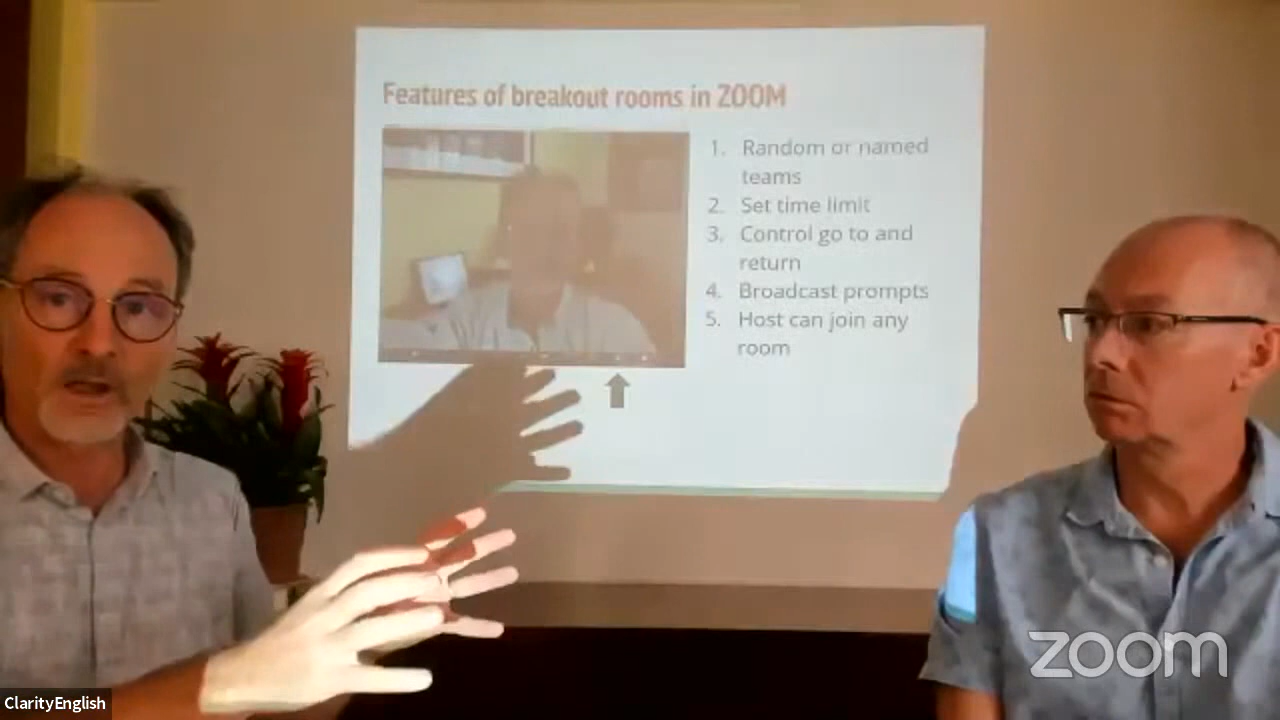 Features of breakout rooms in ZOOM
1. Random or named
teams
2. Set time limit
3. Control go to and
return
4. Broadcast prompts
5. Host can join any
room
zoom
ClarityEnglish